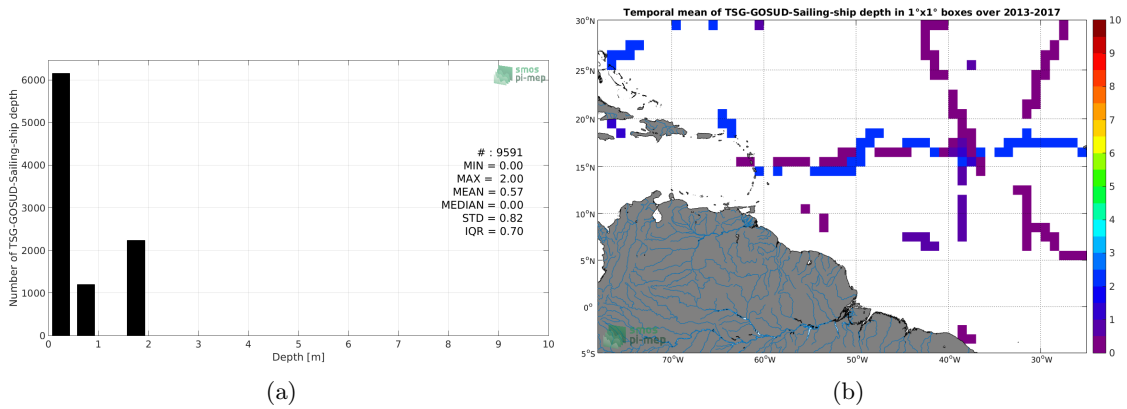 Number of TSG-GOSUD-Sailing-ship depth
6000
5000
4000
3000
2000
1000
0
0 1 2 3 4 5 6 7 8 9 10
Depth [m]
smos
pi-mep
# : 9591
MIN = 0.00
MAX = 2.00
MEAN = 0.57
MEDIAN = 0.00
STD = 0.82
IQR = 0.70
(a)
Temporal mean of TSG-GOSUD-Sailing-ship depth in 1°x1° boxes over 2013-2017
30°N
25°N
20°N
15°N
10°N
5°N
0°
5°S
70°W 60°W 50°W 40°W 30°W
smos
pi-mep
10
9
8
7
6
5
4
3
2
1
0
(b)